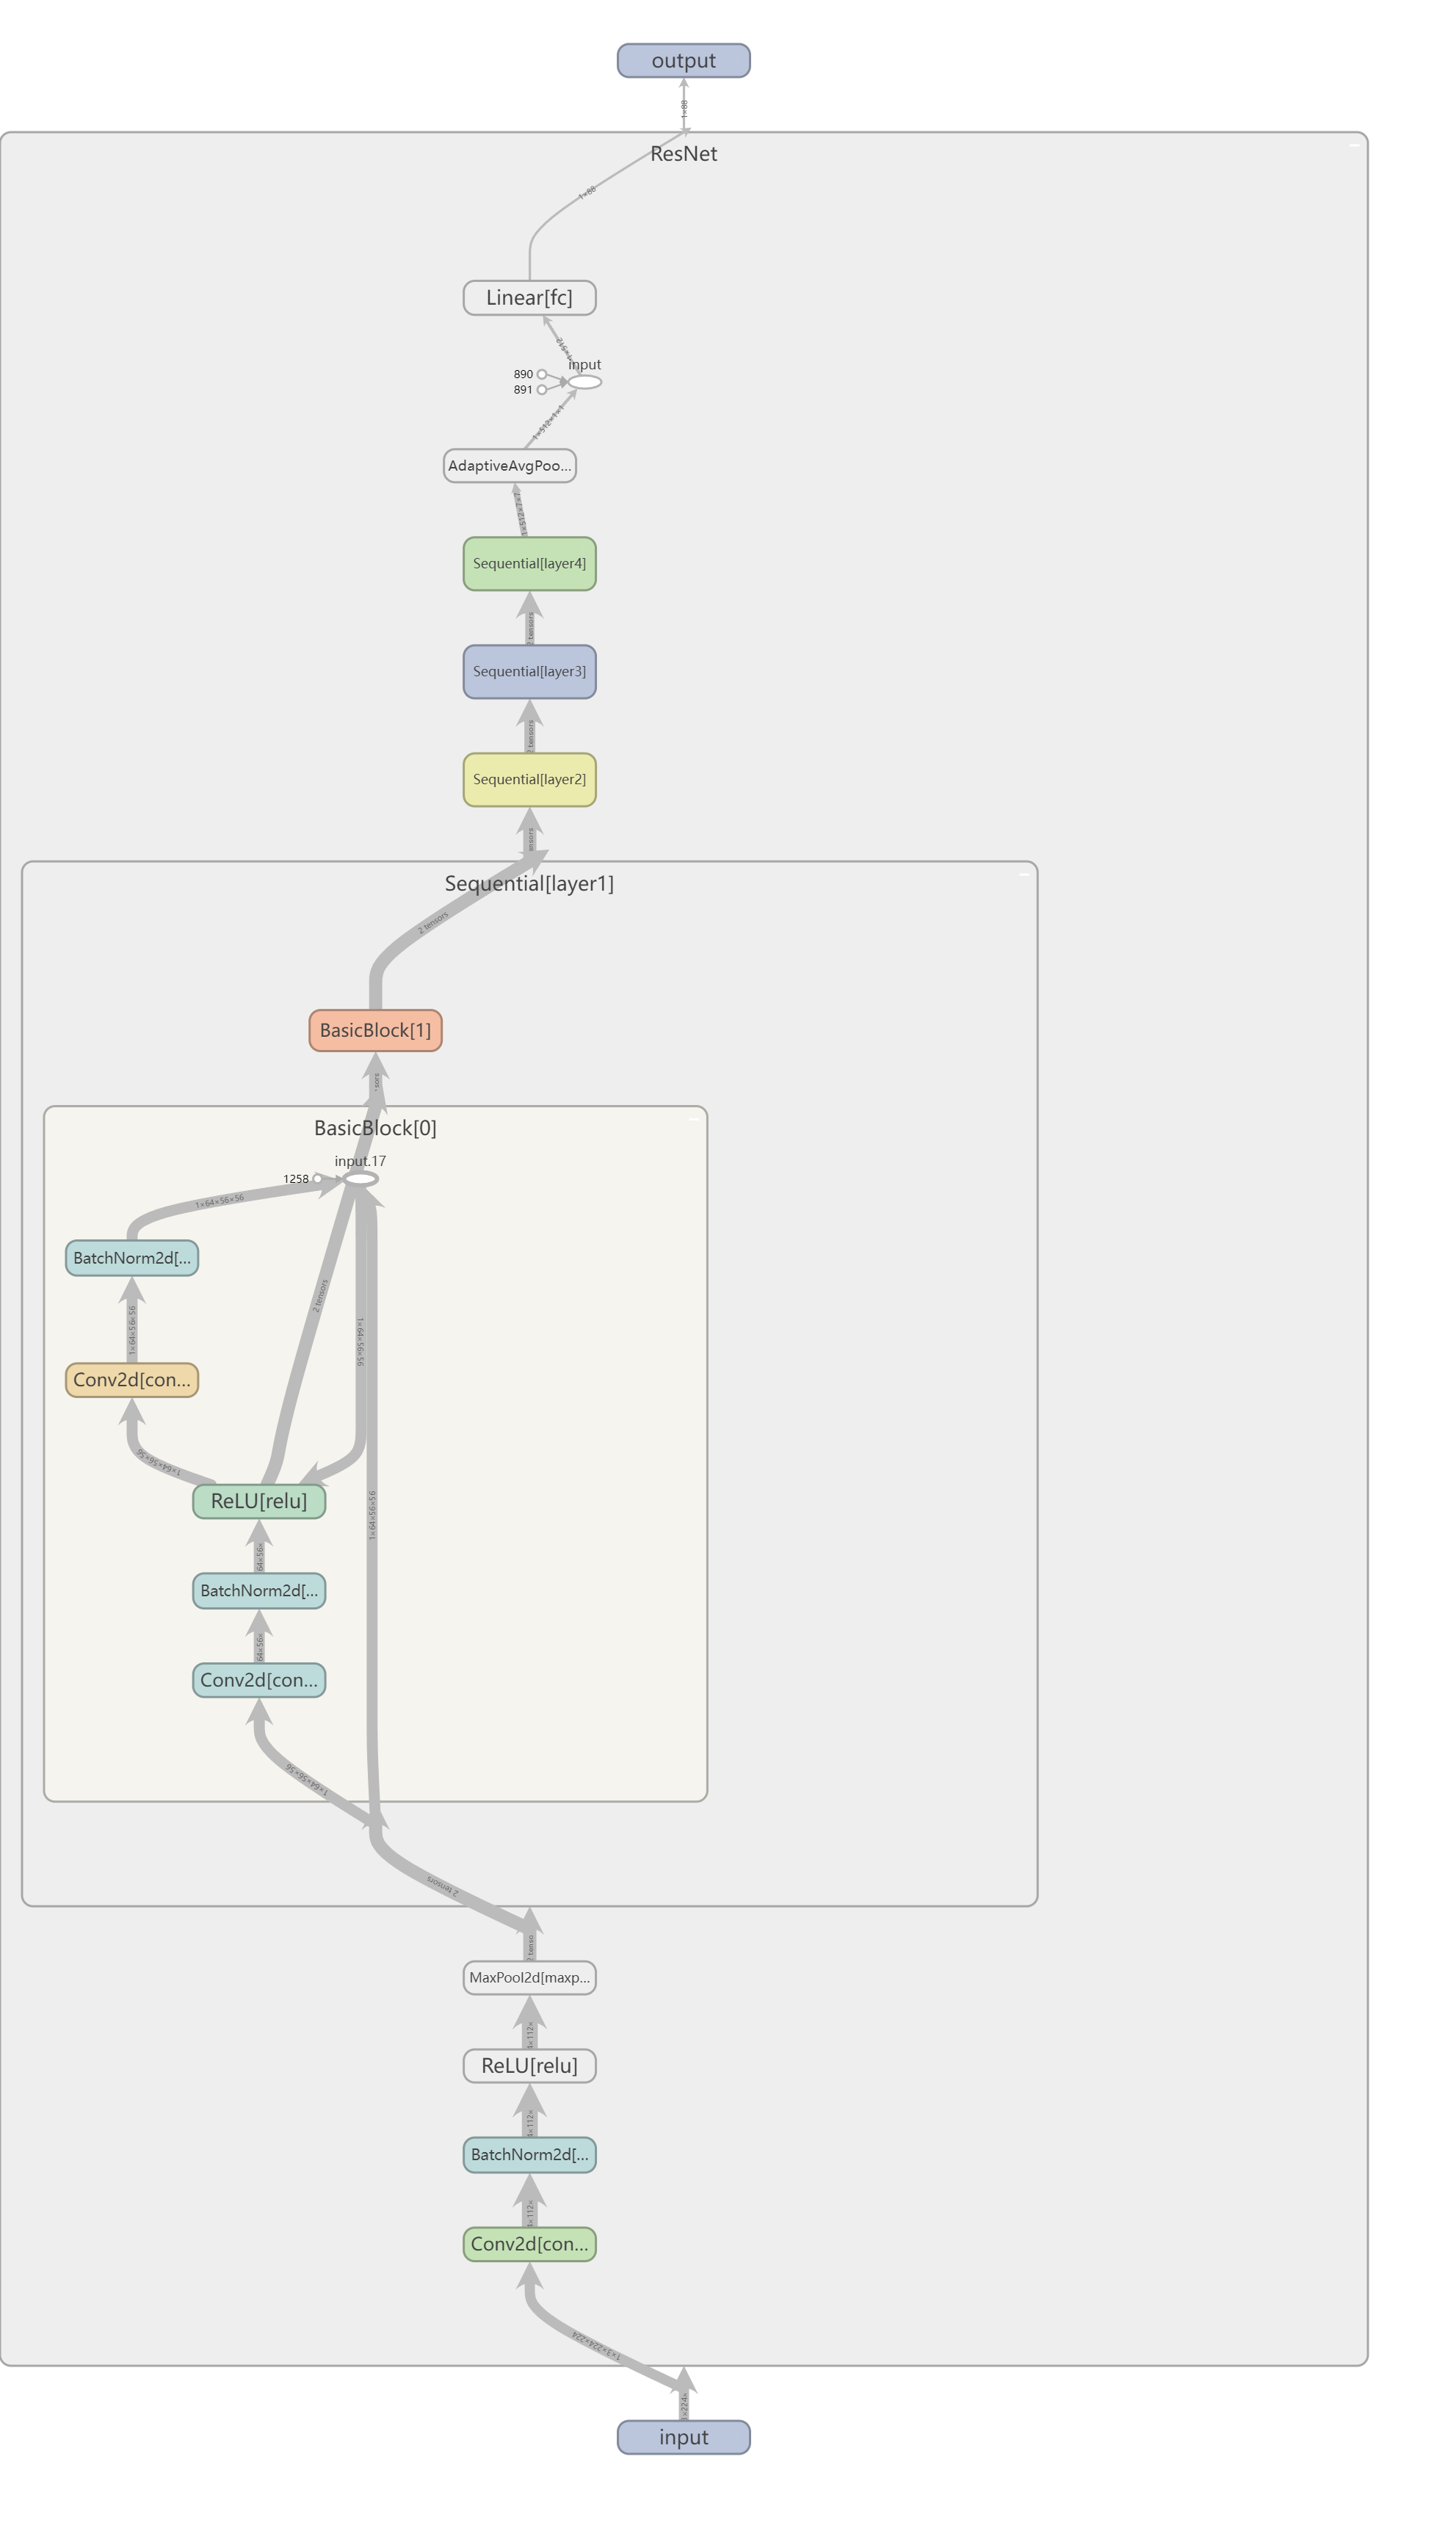 output
1×88
ResNet
1×88
Linear[fc]
input
890
891
1×512×1×1
AdaptiveAvgPoo...
1×512×7×7
Sequential[layer4]
2 tensors
Sequential[layer3]
2 tensors
Sequential[layer2]
Sequential[layer1]
2 tensors
BasicBlock[1]
BasicBlock[0]
input.17
1258
1×64×56×56
BatchNorm2d[...
2 tensors
1×64×56×56
1×64×56×56
Conv2d[con...
1×64×56×56
ReLU[relu]
1×64×56×56
64×56×
BatchNorm2d[...
64×56×
Conv2d[con...
1×64×56×56
2 tensors
2 tenso
MaxPool2d[maxp...
4×112×
ReLU[relu]
4×112×
BatchNorm2d[...
4×112×
Conv2d[con...
1×3×224×224
input